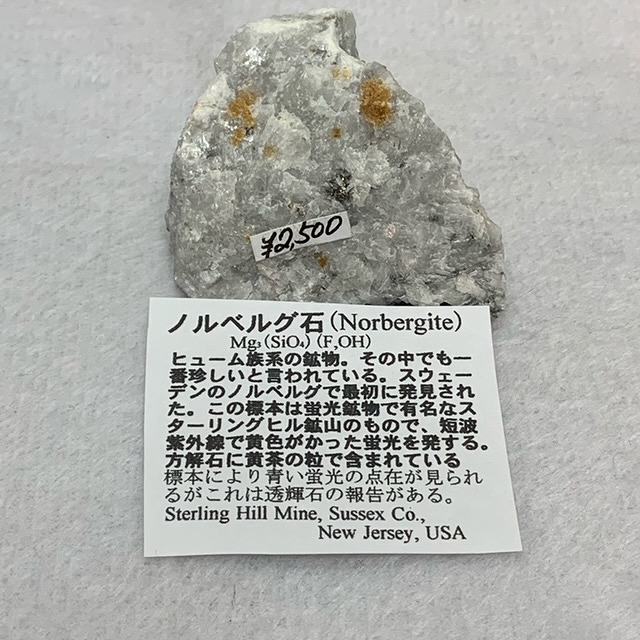 ¥2,500
ノルベルグ石(Norbergite)
Mg₃(SiO₄)(F,OH)
ヒューム族系の鉱物。その中でも一
番珍しいと言われている。スウェー
デンのノルベルグで最初に発見され
た。この標本は蛍光鉱物で有名なス
ターリングヒル鉱山のもので、短波
紫外線で黄色がかった蛍光を発する。
方解石に黄茶の粒で含まれている
標本により青い蛍光の点在が見られ
るがこれは透輝石の報告がある。
Sterling Hill Mine, Sussex Co.,
New Jersey, USA